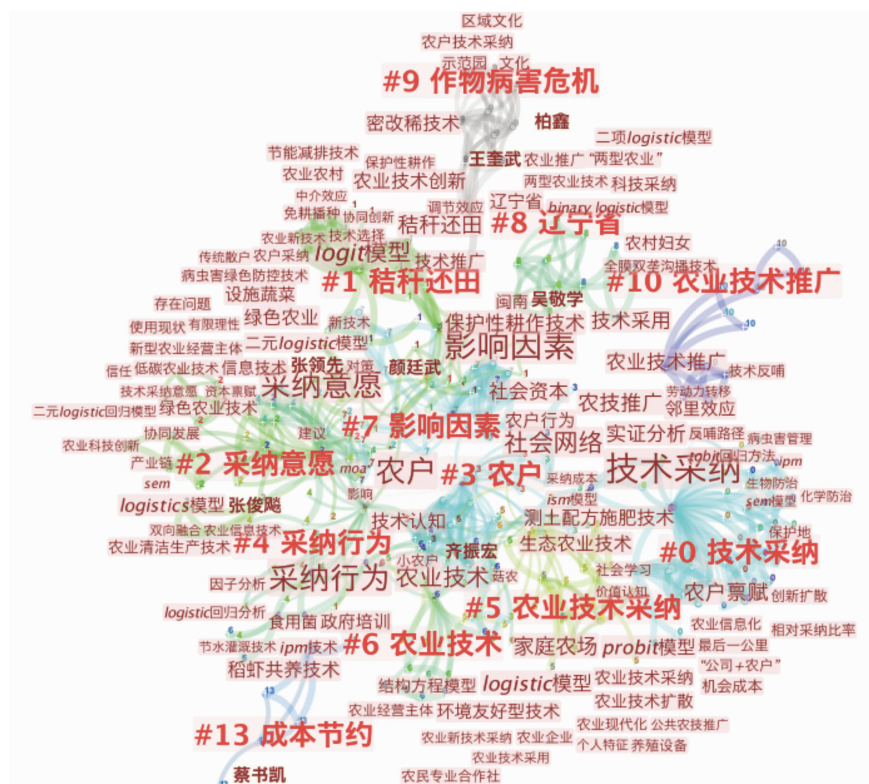 区域文化
农户技术采纳
示范园 文化
#9 作物病害危机
密改稀技术 柏鑫
二项logistic模型
节能减排技术 保护性耕作 王奎武 农业推广 “两型农业”
农业农村 农业技术创新 两型农业技术 科技采纳
中介效应 调节效应 辽宁省 binary logistic模型
免耕播种 协同创新 秸秆还田 #8 辽宁省
农业新技术 技术选择 农村妇女
传统散户 农户采纳 logit模型 技术推广 全膜双垄沟播技术
病虫害绿色防控技术 #1 秸秆还田 #10 农业技术推广
存在问题 设施蔬菜 闽南 吴敬学
使用现状 有限理性 绿色农业 新技术 保护性耕作技术 技术采用
新型农业经营主体 二元logistic模型 影响因素
信任 低碳农业技术 信息技术 张领先 对策 颜廷武 农业技术推广 技术反哺
技术采纳意愿 资本禀赋 采纳意愿 社会资本 劳动力转移
二元logistic回归模型 绿色农业技术 农技推广 邻里效应
协同发展 建议 #7 影响因素 农户行为
农业科技创新 社会网络 实证分析 反哺路径 病虫害管理
产业链 #2 采纳意愿 moa 农户 #3 农户 技术采纳 tobit回归方法 ipm
sem 影响 采纳成本 生物防治
logistics模型 张俊飚 ism模型 sem模型 化学防治
双向融合 农业信息技术 技术认知 测土配方施肥技术 保护地
农业清洁生产技术 #4 采纳行为 齐振宏 生态农业技术 #0 技术采纳
小农户
因子分析 采纳行为 农业技术 菇农 社会学习
价值认知 农户禀赋 创新扩散
logistic回归分析 食用菌 政府培训 #5 农业技术采纳
农业信息化 相对采纳比率
节水灌溉技术 ipm技术 #6 农业技术 家庭农场 probit模型 最后一公里
稻虾共养技术 “公司+农户”
结构方程模型 logistic模型 农业技术采纳 机会成本
农业技术扩散
农业经营主体 环境友好型技术
#13 成本节约 农业现代化 公共农技推广
农业新技术采纳 农业企业 个人特征 养殖设备
农业技术采用
蔡书凯 农民专业合作社